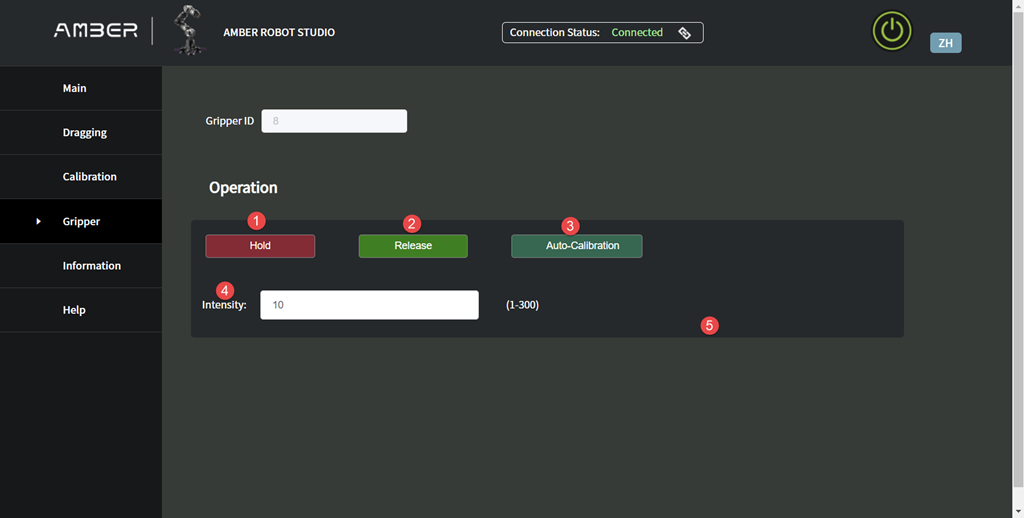 AMBER
AMBER ROBOT STUDIO
Connection Status: Connected
ZH
Main
Dragging
Calibration
Gripper
Information
Help
Gripper ID 8
Operation
1 2 3
Hold Release Auto-Calibration
4
Intensity: 10 (1-300)
5